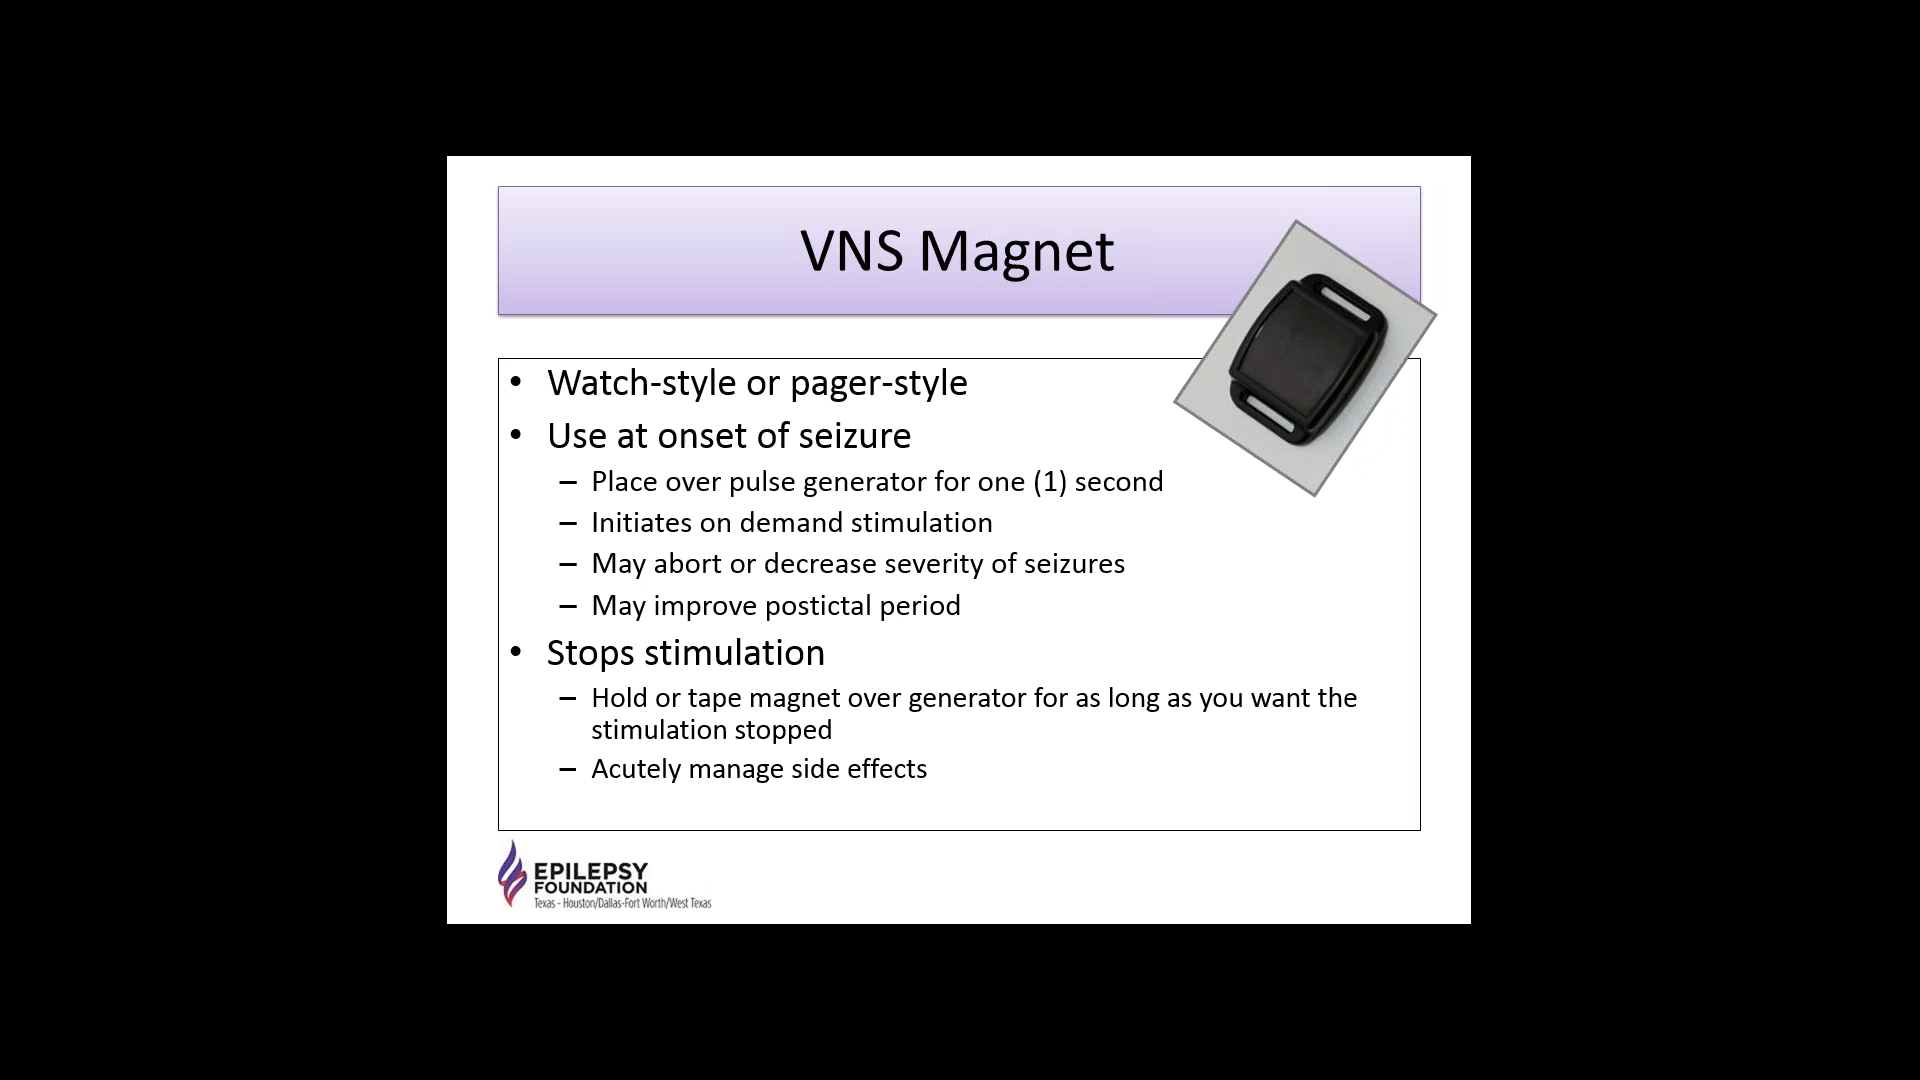 VNS Magnet
• Watch-style or pager-style
• Use at onset of seizure
– Place over pulse generator for one (1) second
– Initiates on demand stimulation
– May abort or decrease severity of seizures
– May improve postictal period
• Stops stimulation
– Hold or tape magnet over generator for as long as you want the
stimulation stopped
– Acutely manage side effects
EPILEPSY
FOUNDATION
Texas - Houston/Dallas-Fort Worth/West Texas